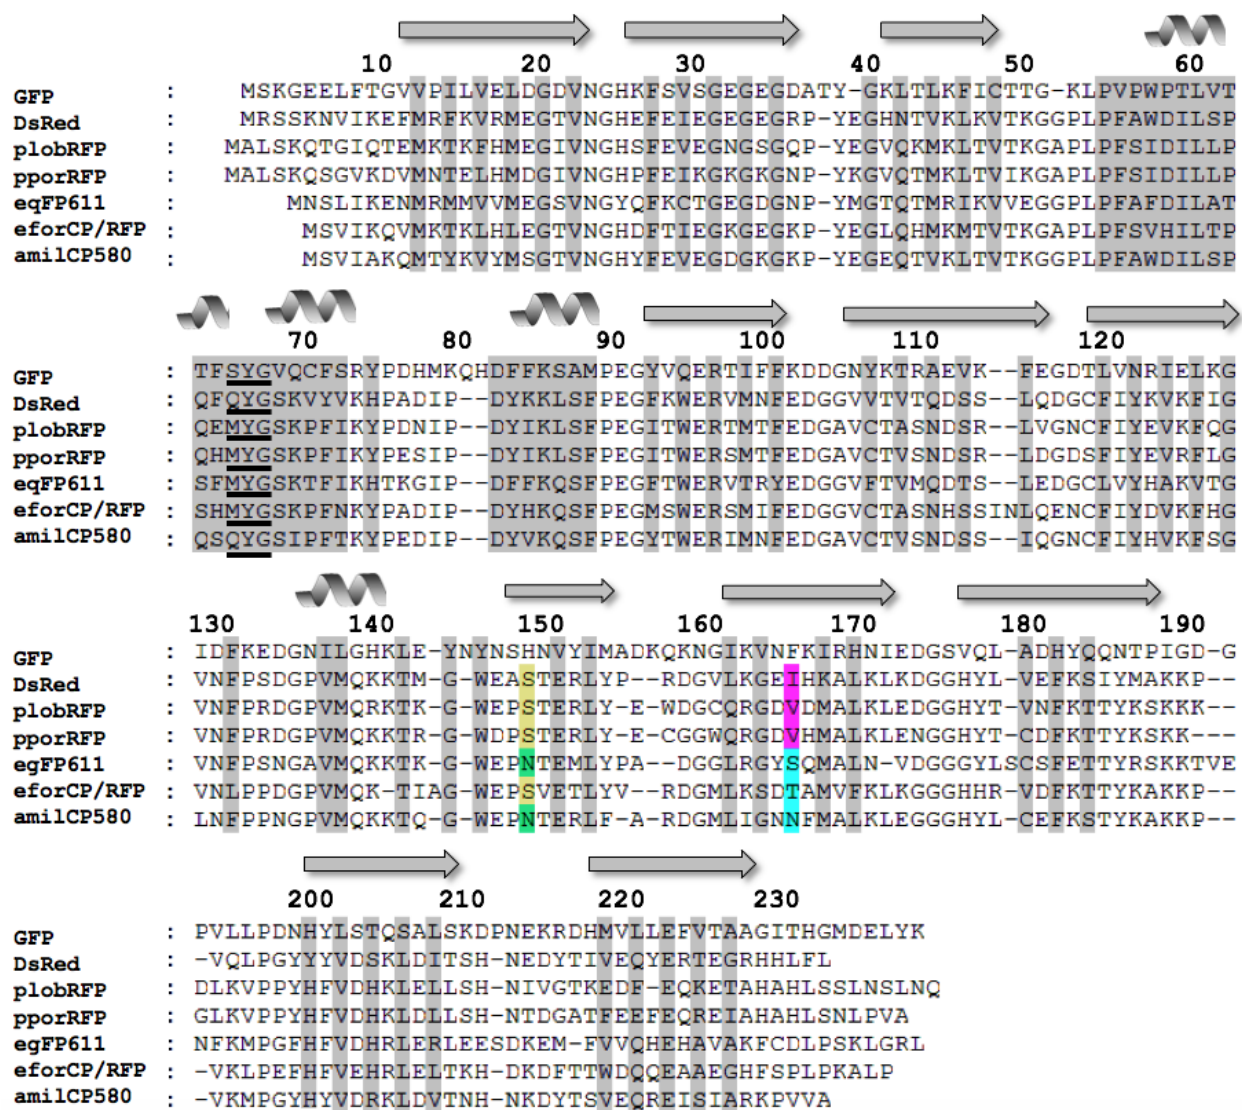 10 20 30 40 50 60
GFP : MSKGEELFTGVVPILVELDGDVNGHKFSVSGEGEGDATY-GKLTLKFICTTG-KLPVPWPTLVT
DsRed : MRSSKNVIKEFMRFKVRMEGTVNGHEFEIEGEGEGRP-YEGHNTVKLKVTKGGPLPFAWDILSP
plobRFP : MALSKQTGIQTEMKTKFHMEGIVNGHSFEVEGNGSGQP-YEGVQKMKLTVTKGAPLPFSIDILLP
pporRFP : MALSKQSGVKDVMNTELHMDGIVNGHPFEIKGKGKGNP-YKGVQTMKLTVIKGAPLPFSIDILLP
eqFP611 : MNSLIKENMRMMVVMEGSVNGYQFKCTGEGDGNP-YMGTQTMRIKVVEGGPLPFAFDILAT
eforCP/RFP : MSVIKQVMKTKLHLEGTVNGHDFTIEGKGEGKP-YEGLQHMKMTVTKGAPLPFSVHILTP
amilCP580 : MSVIAKQMTYKVYMSGTVNGHYFEVEGDGKGKP-YEGEQTVKLTVTKGGPLPFAWDILSP
70 80 90 100 110 120
GFP : TFSYGVQCFSRYPDHMKQHDFFKSAMPEGYVQERTIFFKDDGNYKTRAEVK--FEGDTLVNRIELKG
DsRed : QFQYGSKVYVKHPADIP--DYKKLSFPEGFKWERVMNFEDGGVVTVTQDSS--LQDGCFIYKVKFIG
plobRFP : QEMYGSKPFIKYPDNIP--DYIKLSFPEGITWERTMTFEDGAVCTASNDSR--LVGNCFIYEVKFQG
pporRFP : QHMYGSKPFIKYPESIP--DYIKLSFPEGITWERSMTFEDGAVCTVSNDSR--LDGDSFIYEVRFLG
eqFP611 : SFMYGSKTFIKHTKGIP--DFFKQSFPEGFTWERVTRYEDGGVFTVMQDTS--LEDGCLVYHAKVTG
eforCP/RFP : SHMYGSKPFNKYPADIP--DYHKQSFPEGMSWERSMIFEDGGVCTASNHSSINLQENCFIYDVKFHG
amilCP580 : QSQYGSIPFTKYPEDIP--DYVKQSFPEGYTWERIMNFEDGAVCTVSNDSS--IQGNCFIYHVKFSG
130 140 150 160 170 180 190
GFP : IDFKEDGNILGHKLE-YNYNSHNVYIMADKQKNGIKVNFKIRHNIEDGSVQL-ADHYQQNTPIGD-G
DsRed : VNFPSDGPVMQKKTM-G-WEASTERLYP--RDGVLKGEIHKALKLKDGGHYL-VEFKSIYMAKKP--
plobRFP : VNFPRDGPVMQKKTK-G-WEPSTERLY-E-WDGCQRGDVDMALKLEDGGHYT-VNFKTTYKSKKK--
pporRFP : VNFPRDGPVMQKKTR-G-WDPSTERLY-E-CGGWQRGDVHMALKLENGGHYT-CDFKTTYKSKK---
egFP611 : VNFPSNGAVMQKKTK-G-WEPNTEMLYPA--DGGLRGYSQMALN-VDGGGYLSCSFETTYRSKKTVE
eforCP/RFP : VNLPPDGPVMQK-TIAG-WEPSVETLYV--RDGMLKSDTAMVFKLKGGGHHR-VDFKTTYKAKKP--
amilCP580 : LNFPPNGPVMQKKTQ-G-WEPNTERLF-A-RDGMLIGNNFMALKLEGGGHYL-CEFKSTYKAKKP--
200 210 220 230
GFP : PVLLPDNHYLSTQSALSKDPNEKRDHMVLLEFVTAAGITHGMDELYK
DsRed : -VQLPGYYYVDSKLDITSH-NEDYTIVEQYERTEGRHHLFL
plobRFP : DLKVPPYHFVDHKLELLSH-NIVGTKEDF-EQKETAHAHLSSLNSLNQ
pporRFP : GLKVPPYHFVDHKLDLLSH-NTDGATFEEFEQREIAHAHLSNLPVA
egFP611 : NFKMPGFHFVDHRLERLEESDKEM-FVVQHEHAVAKFCDLPSKLGRL
eforCP/RFP : -VKLPEFHFVEHRLELTKH-DKDFTTWDQQEAAEGHFSPLPKALP
amilCP580 : -VKMPGYHYVDRKLDVTNH-NKDYTSVEQREISIARKPVVA